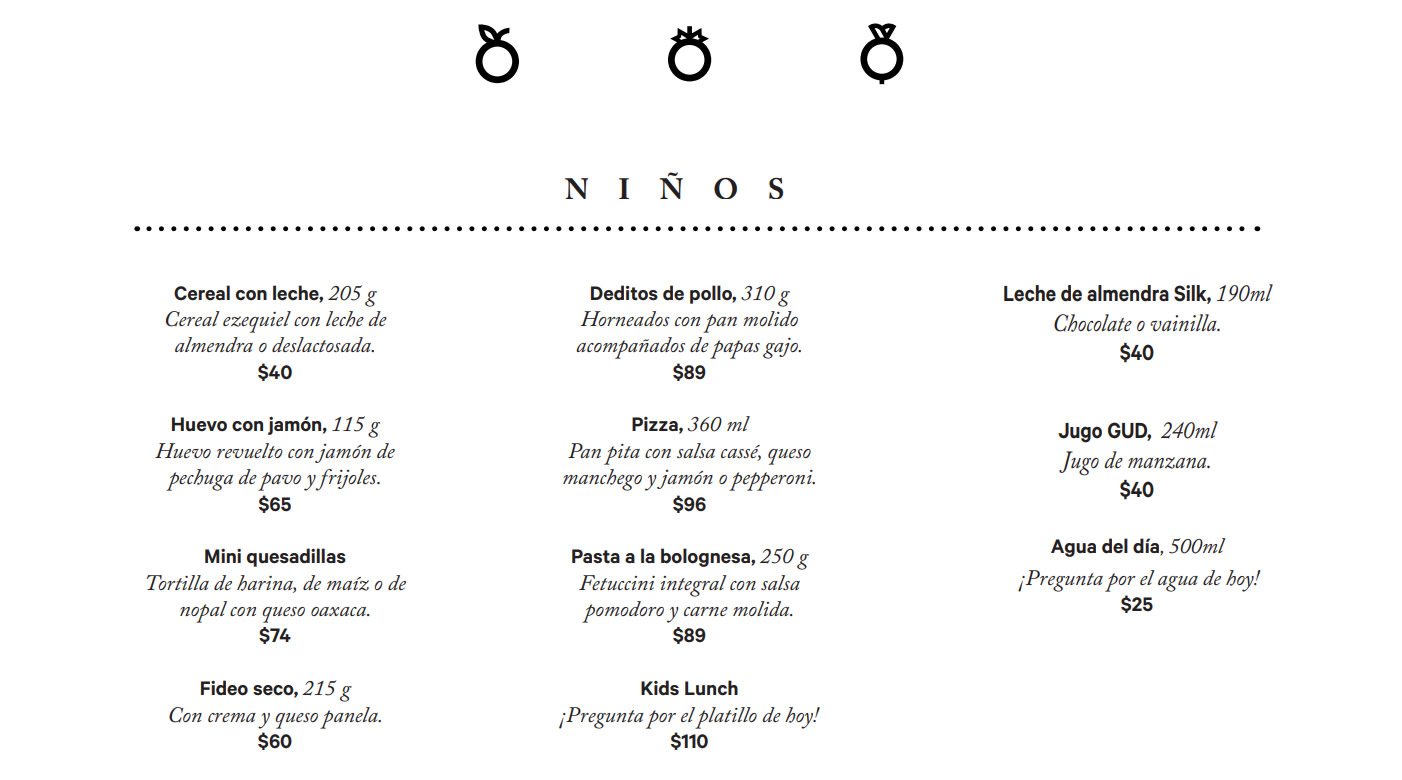 NIÑOS
Cereal con leche, 205 g
Cereal ezequiel con leche de
almendra o deslactosada.
$40
Huevo con jamón, 115 g
Huevo revuelto con jamón de
pechuga de pavo y frijoles.
$65
Mini quesadillas
Tortilla de harina, de maíz o de
nopal con queso oaxaca.
$74
Fideo seco, 215 g
Con crema y queso panela.
$60
Deditos de pollo, 310 g
Horneados con pan molido
acompañados de papas gajo.
$89
Pizza, 360 ml
Pan pita con salsa cassé, queso
manchego y jamón o pepperoni.
$96
Pasta a la bolognesa, 250 g
Fetuccini integral con salsa
pomodoro y carne molida.
$89
Kids Lunch
¡Pregunta por el platillo de hoy!
$110
Leche de almendra Silk, 190ml
Chocolate o vainilla.
$40
Jugo GUD, 240ml
Jugo de manzana.
$40
Agua del día, 500ml
¡Pregunta por el agua de hoy!
$25